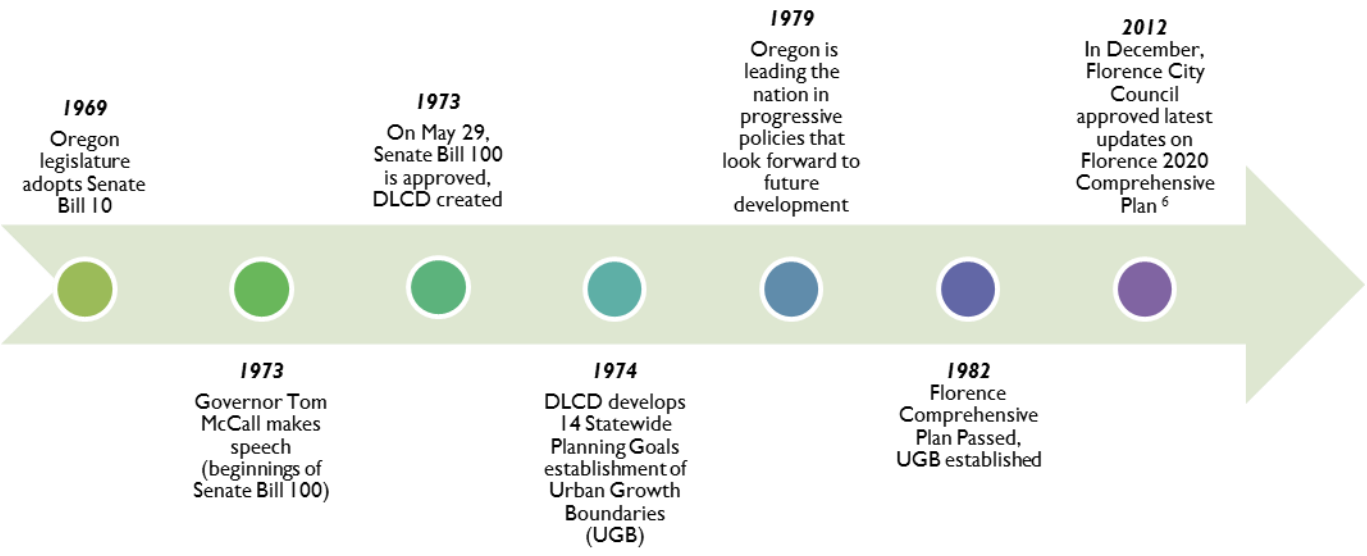 1969
Oregon
legislature
adopts Senate
Bill 10
1973
Governor Tom
McCall makes
speech
(beginnings of
Senate Bill 100)
1973
On May 29,
Senate Bill 100
is approved,
DLCD created
1974
DLCD develops
14 Statewide
Planning Goals
establishment of
Urban Growth
Boundaries
(UGB)
1979
Oregon is
leading the
nation in
progressive
policies that
look forward to
future
development
1982
Florence
Comprehensive
Plan Passed,
UGB established
2012
In December,
Florence City
Council
approved latest
updates on
Florence 2020
Comprehensive
Plan 6